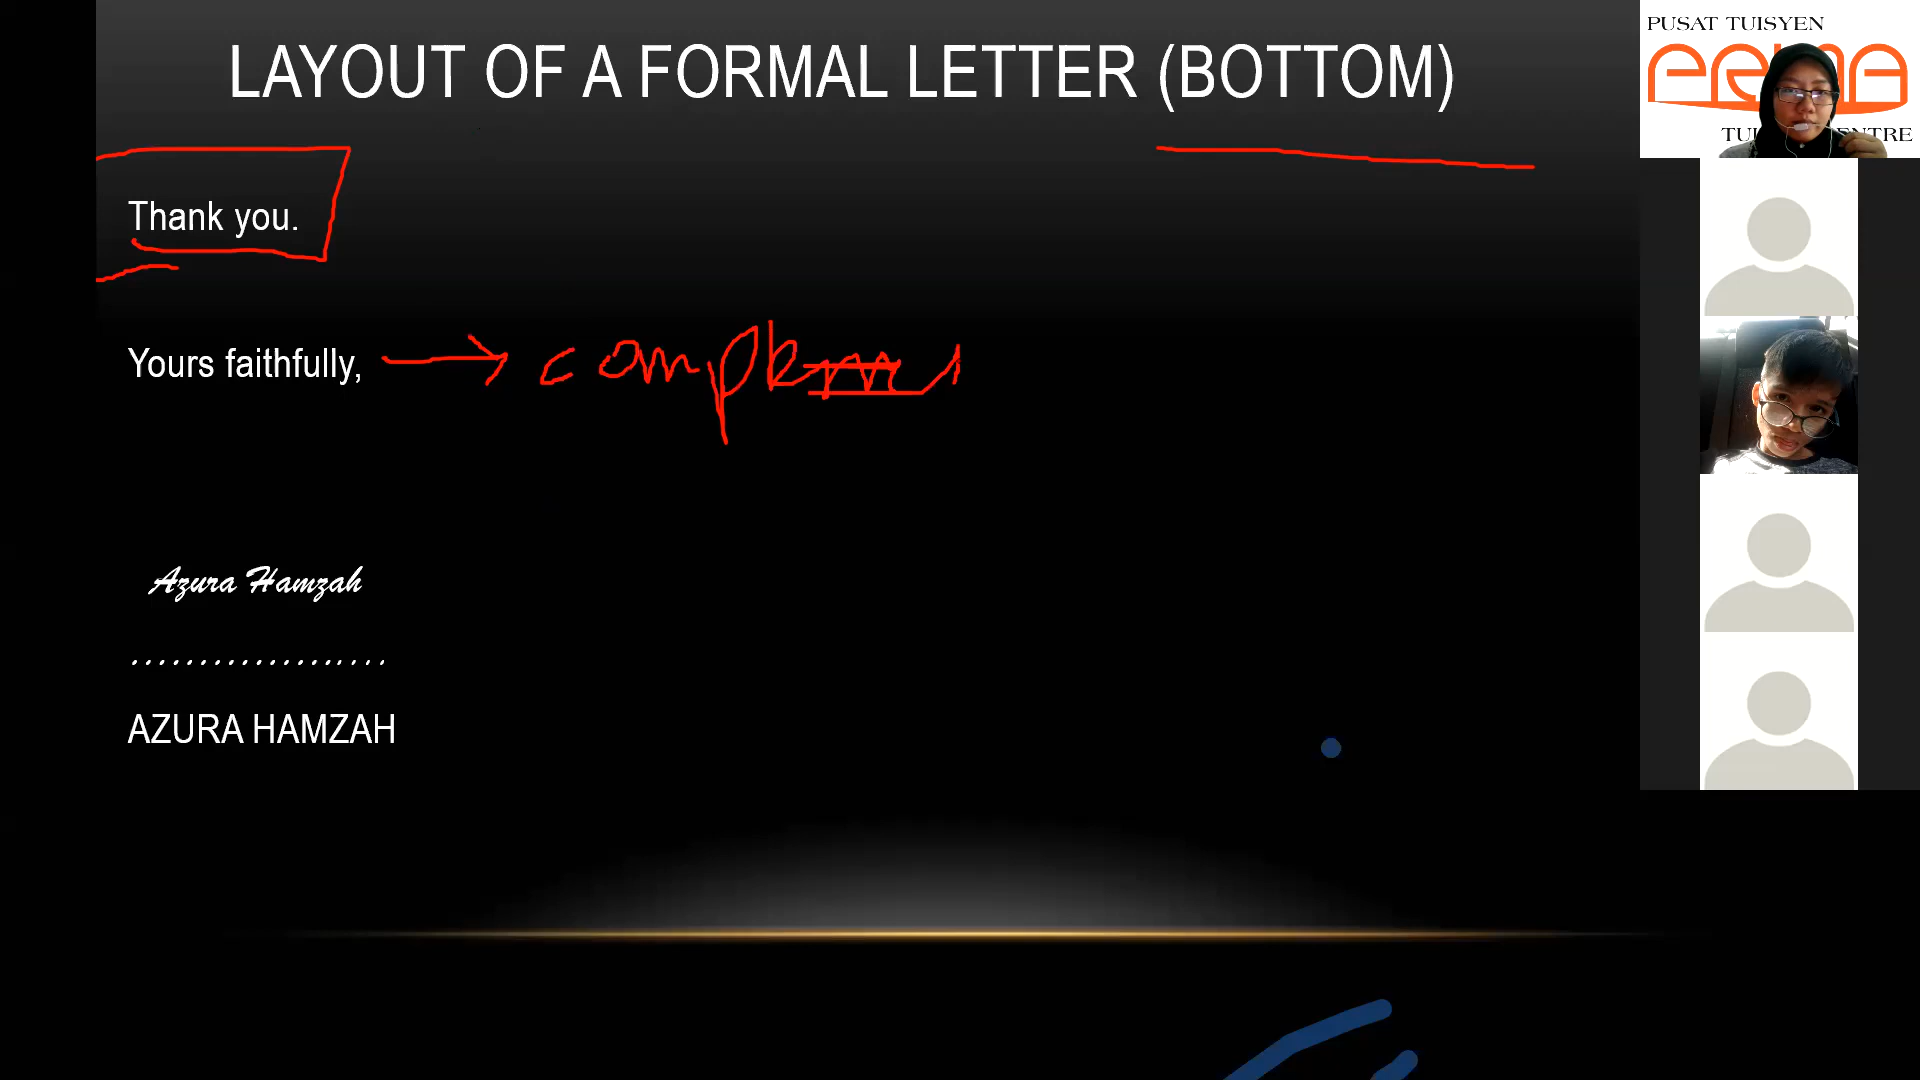 LAYOUT OF A FORMAL LETTER (BOTTOM)
Thank you.
Yours faithfully,
Azura Hamzah
...................
AZURA HAMZAH
PUSAT TUISYEN